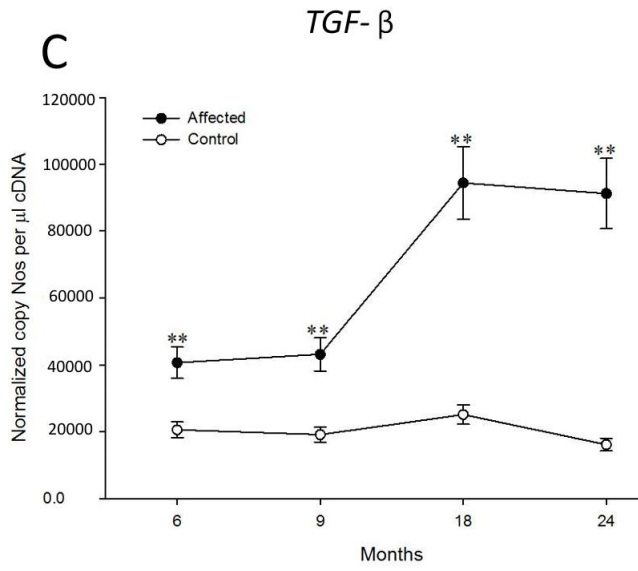 TGF- β
C
120000
Affected
Control
100000
80000
60000
40000
20000
0.0
**
**
**
**
6 9 18 24
Months
Normalized copy Nos per µl cDNA